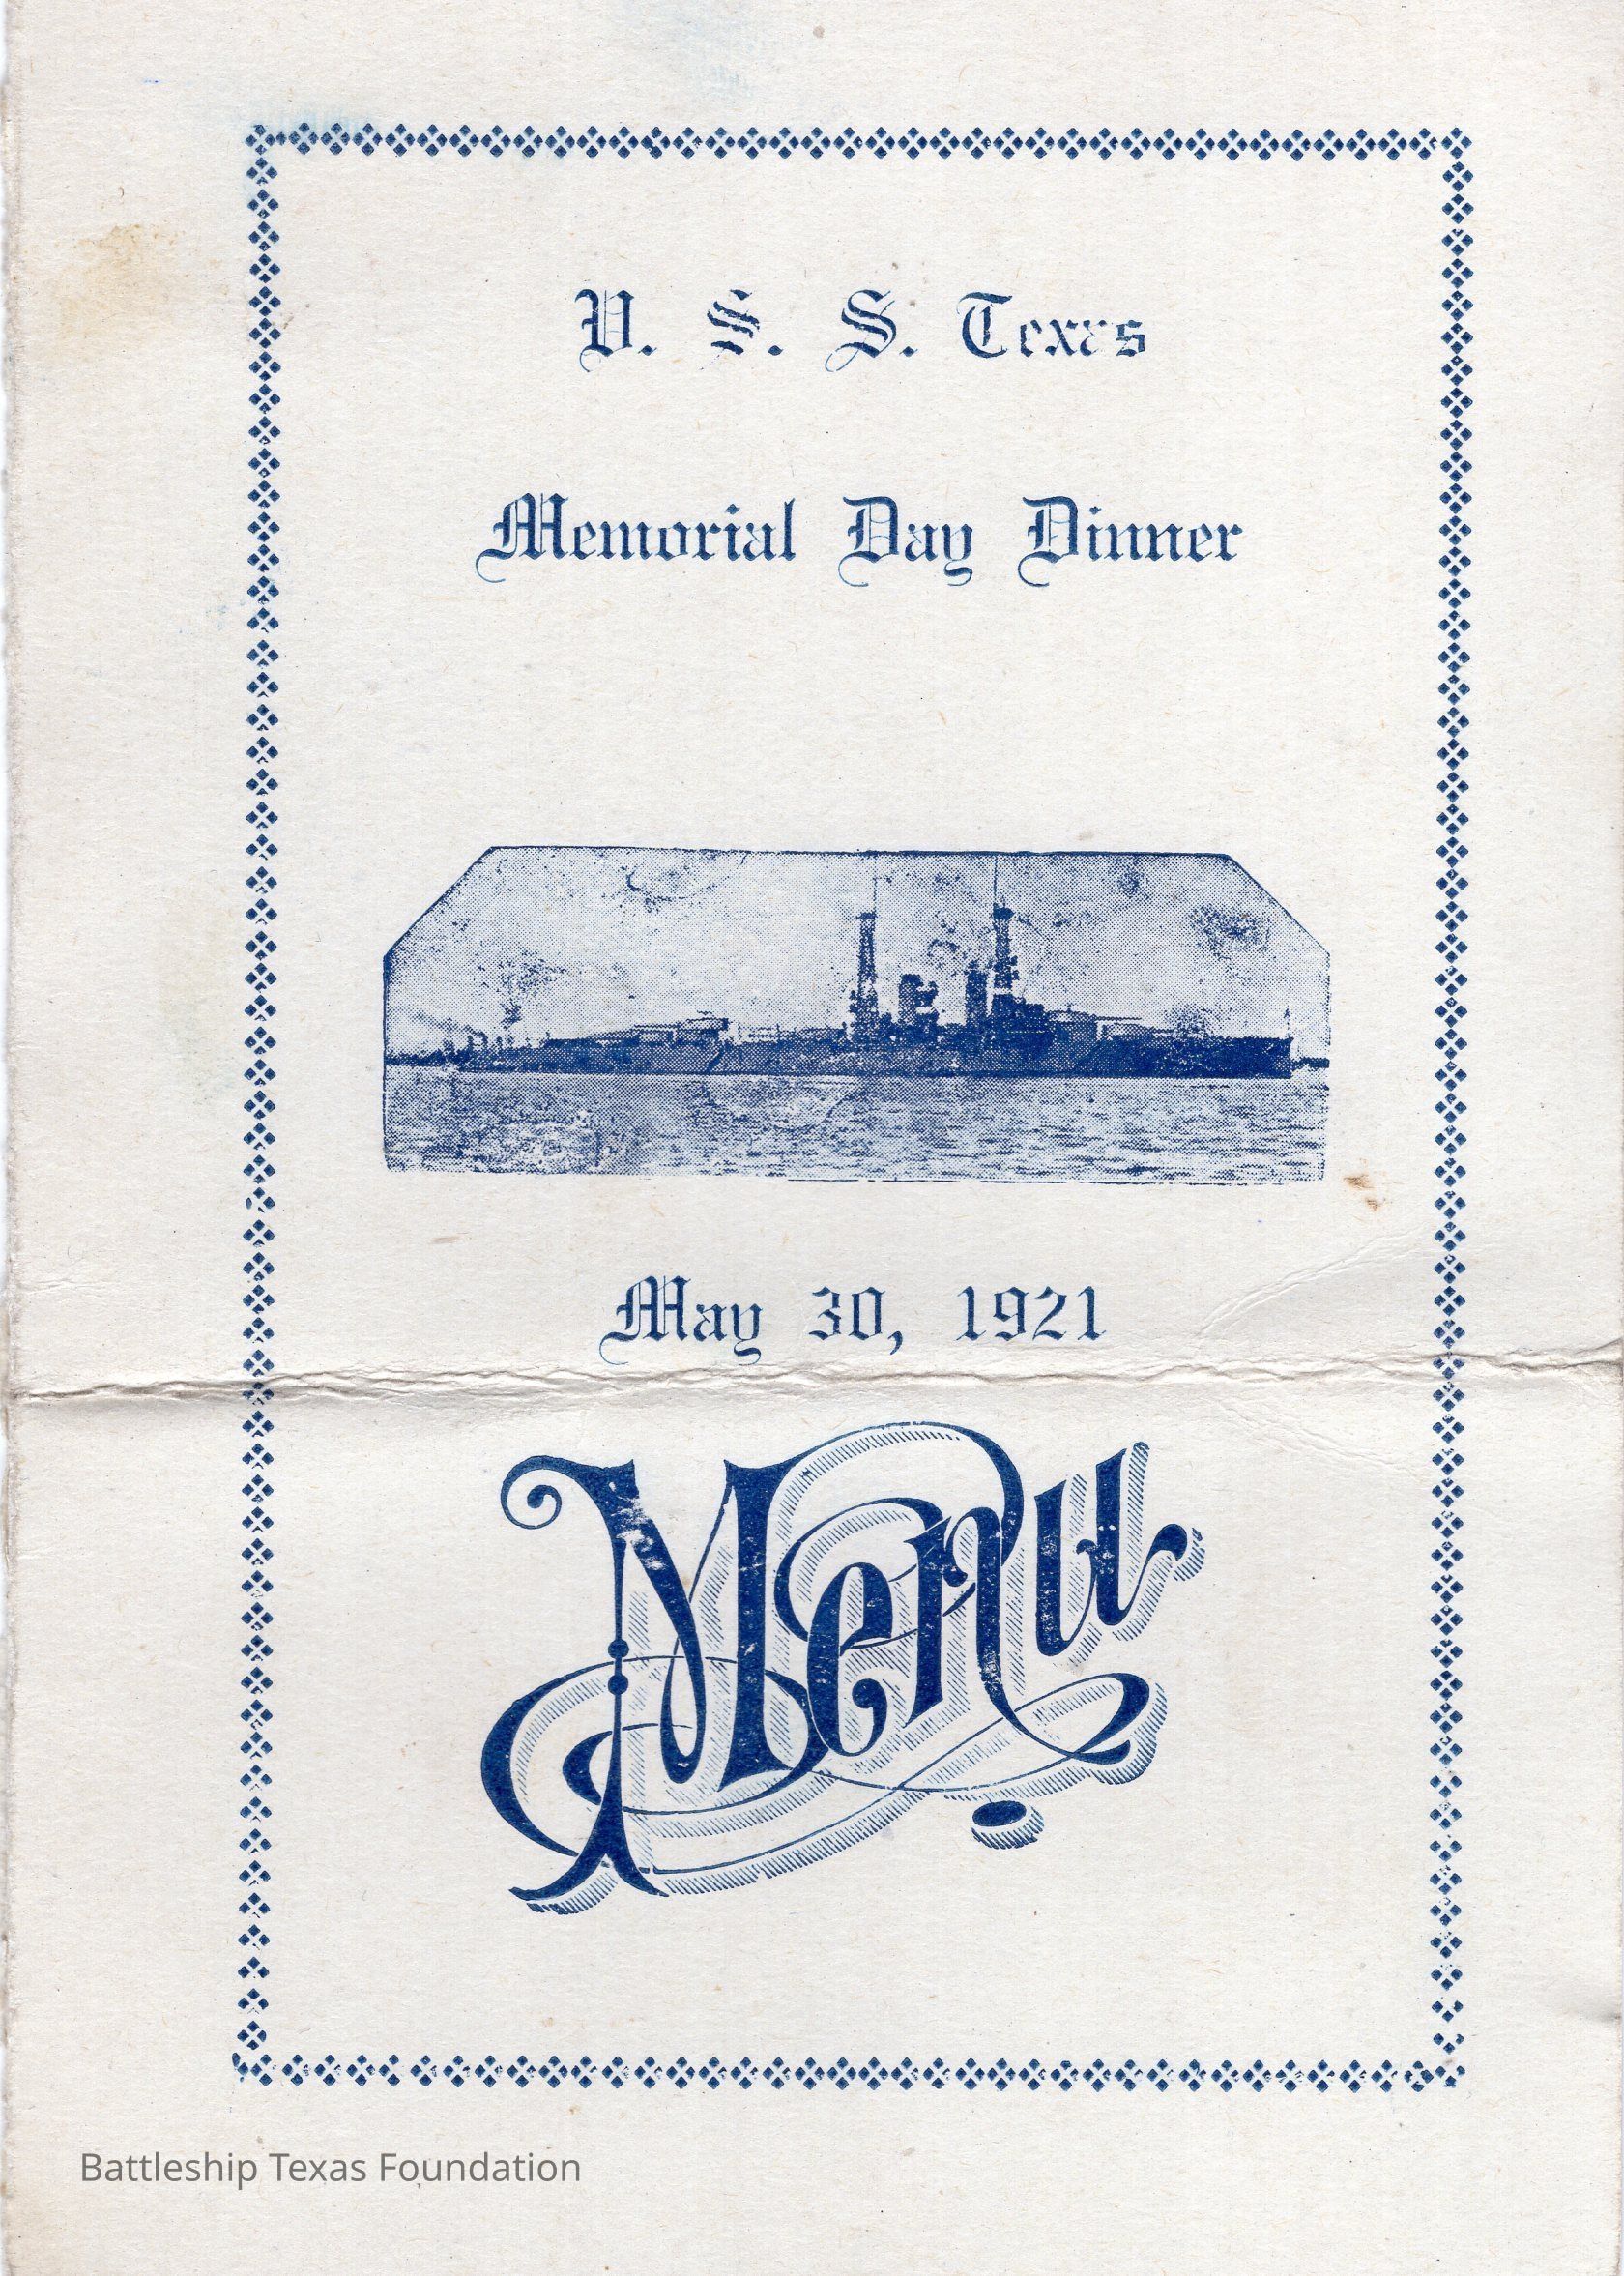 U. S. S. Texas
Memorial Day Dinner
May 30, 1921
Menu
Battleship Texas Foundation